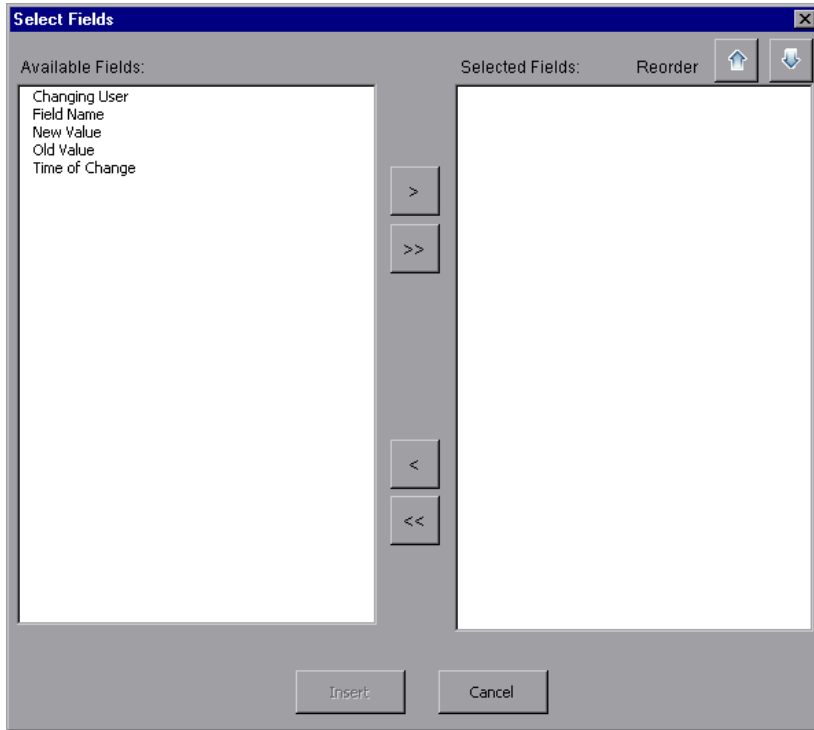 Select Fields
Available Fields:
Selected Fields:
Reorder
Changing User
Field Name
New Value
Old Value
Time of Change
>
>>
<
<<
Insert
Cancel